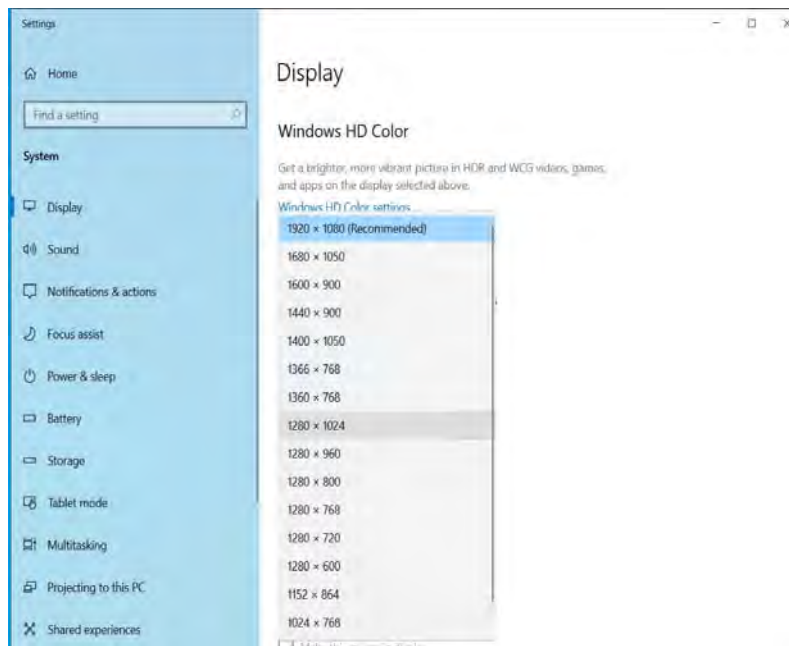 Settings
Home
Find a setting
System
Display
Sound
Notifications & actions
Focus assist
Power & sleep
Battery
Storage
Tablet mode
Multitasking
Projecting to this PC
Shared experiences
Display
Windows HD Color
Get a brighter, more vibrant picture in HDR and WCG videos, games,
and apps on the display selected above.
Windows HD Color settings
1920 × 1080 (Recommended)
1680 × 1050
1600 × 900
1440 × 900
1400 × 1050
1366 × 768
1360 × 768
1280 × 1024
1280 × 960
1280 × 800
1280 × 768
1280 × 720
1280 × 600
1152 × 864
1024 × 768